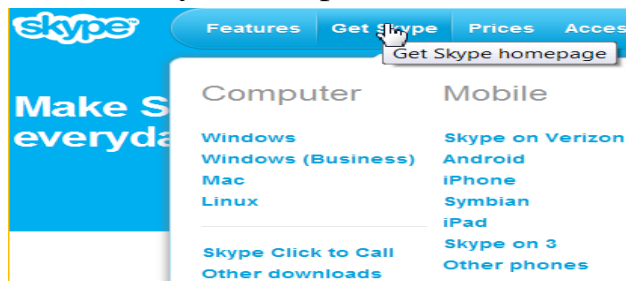 skype
Features Get Skype Prices Acces
Get Skype homepage
Make S
everyda
Computer
Windows
Windows (Business)
Mac
Linux
Skype Click to Call
Other downloads
Mobile
Skype on Verizon
Android
iPhone
Symbian
iPad
Skype on 3
Other phones